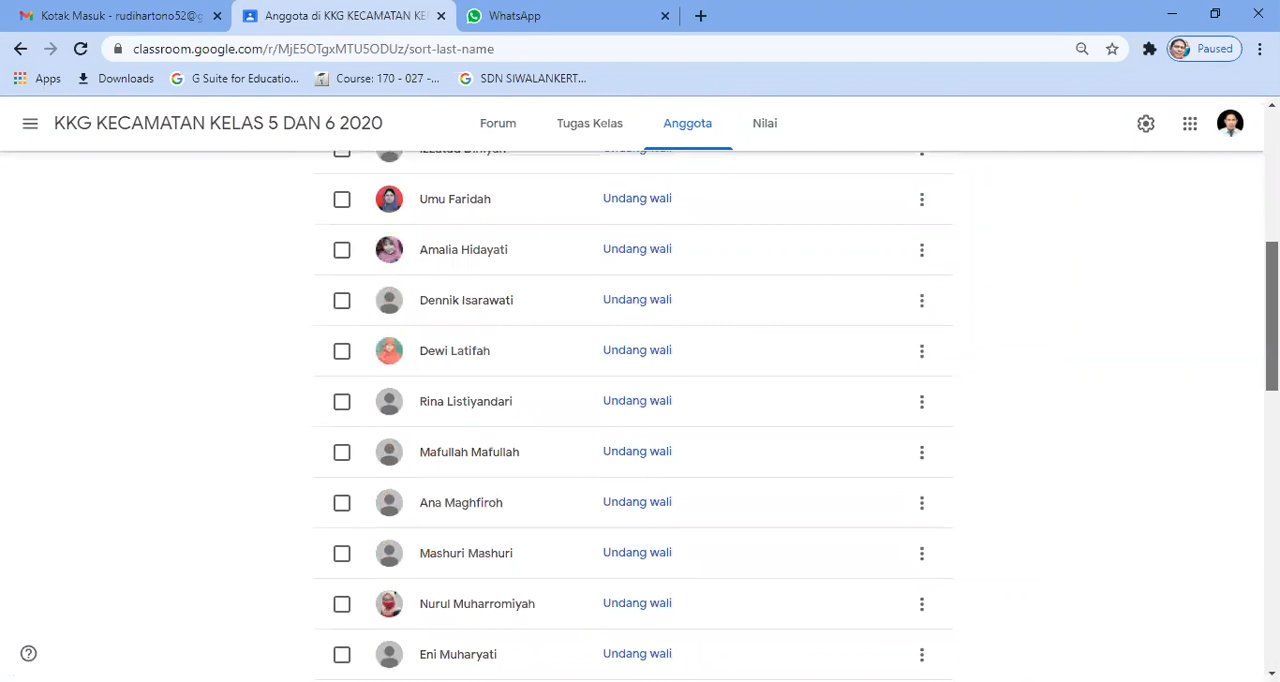 Kotak Masuk - rudihartono52@g
Anggota di KKG KECAMATAN KEL
WhatsApp
classroom.google.com/r/MjE5OTgxMTU5ODUz/sort-last-name
Paused
Apps
Downloads
G Suite for Educatio...
Course: 170 - 027 -...
SDN SIWALANKERT...
KKG KECAMATAN KELAS 5 DAN 6 2020
Forum
Tugas Kelas
Anggota
Nilai
Umu Faridah Undang wali
Amalia Hidayati Undang wali
Dennik Isarawati Undang wali
Dewi Latifah Undang wali
Rina Listiyandari Undang wali
Mafullah Mafullah Undang wali
Ana Maghfiroh Undang wali
Mashuri Mashuri Undang wali
Nurul Muharromiyah Undang wali
Eni Muharyati Undang wali